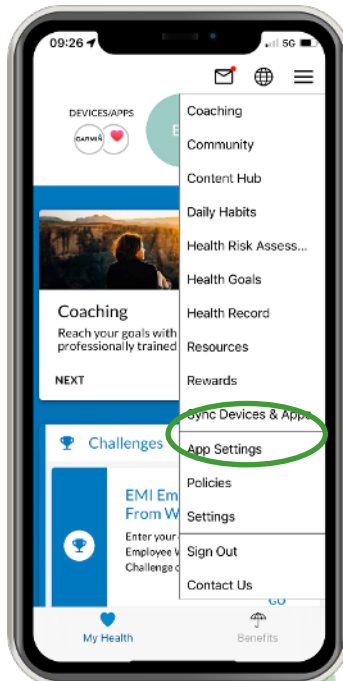 09:26
5G
DEVICES/APPS
GARMIN
Coaching
Community
Content Hub
Daily Habits
Health Risk Assess...
Health Goals
Health Record
Resources
Rewards
Sync Devices & Apps
App Settings
Policies
Settings
Sign Out
Contact Us
Coaching
Reach your goals with
professionally trained
NEXT
Challenges
EMI Em
From W
Enter your
Employee W
Challenge
GO
My Health
Benefits